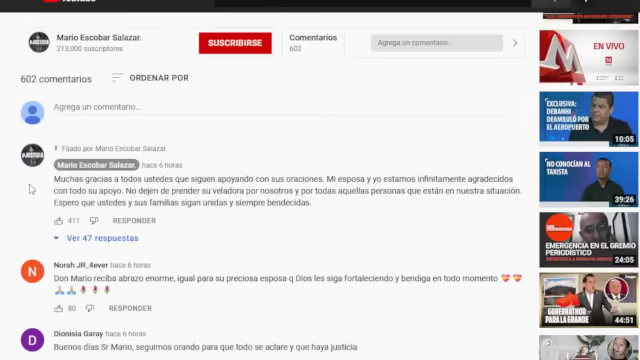 Mario Escobar Salazar.
213,000 suscriptores
SUSCRIBIRSE
Comentarios
602
Agrega un comentario...
602 comentarios
ORDENAR POR
Agrega un comentario...
Fijado por Mario Escobar Salazar.
Mario Escobar Salazar. hace 6 horas
Muchas gracias a todos ustedes que siguen apoyando con sus oraciones. Mi esposa y yo estamos infinitamente agradecidos
con todo su apoyo. No dejen de prender su veladora por nosotros y por todas aquellas personas que están en nuestra situación.
Espero que ustedes y sus familias sigan unidas y siempre bendecidas.
411 RESPONDER
Ver 47 respuestas
N
Norah JR_4ever hace 6 horas
Don Mario reciba abrazo enorme, igual para su preciosa esposa q Dios les siga fortaleciendo y bendiga en todo momento 💝💝
🙏🙏🌹🌹🌹
80 RESPONDER
D
Dionisia Garay hace 6 horas
Buenos días Sr Mario, seguimos orando para que todo se aclare y que haya justicia
EN VIVO
EXCLUSIVA:
DEBANHI
DEAMBULÓ POR
EL AEROPUERTO
10:05
NO CONOCÍAN AL
TAXISTA
39:26
EMERGENCIA EN EL GREMIO
PERIODÍSTICO
24:05
GOBERNATHOR
PARA LA GRANDE
44:51